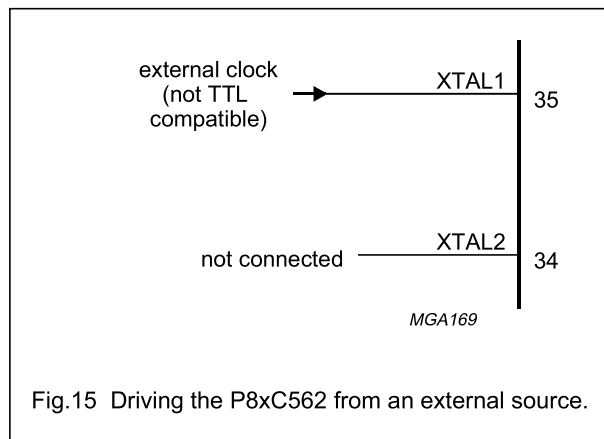 external clock
(not TTL
compatible)
XTAL1
35
XTAL2
not connected
34
MGA169
Fig.15 Driving the P8xC562 from an external source.